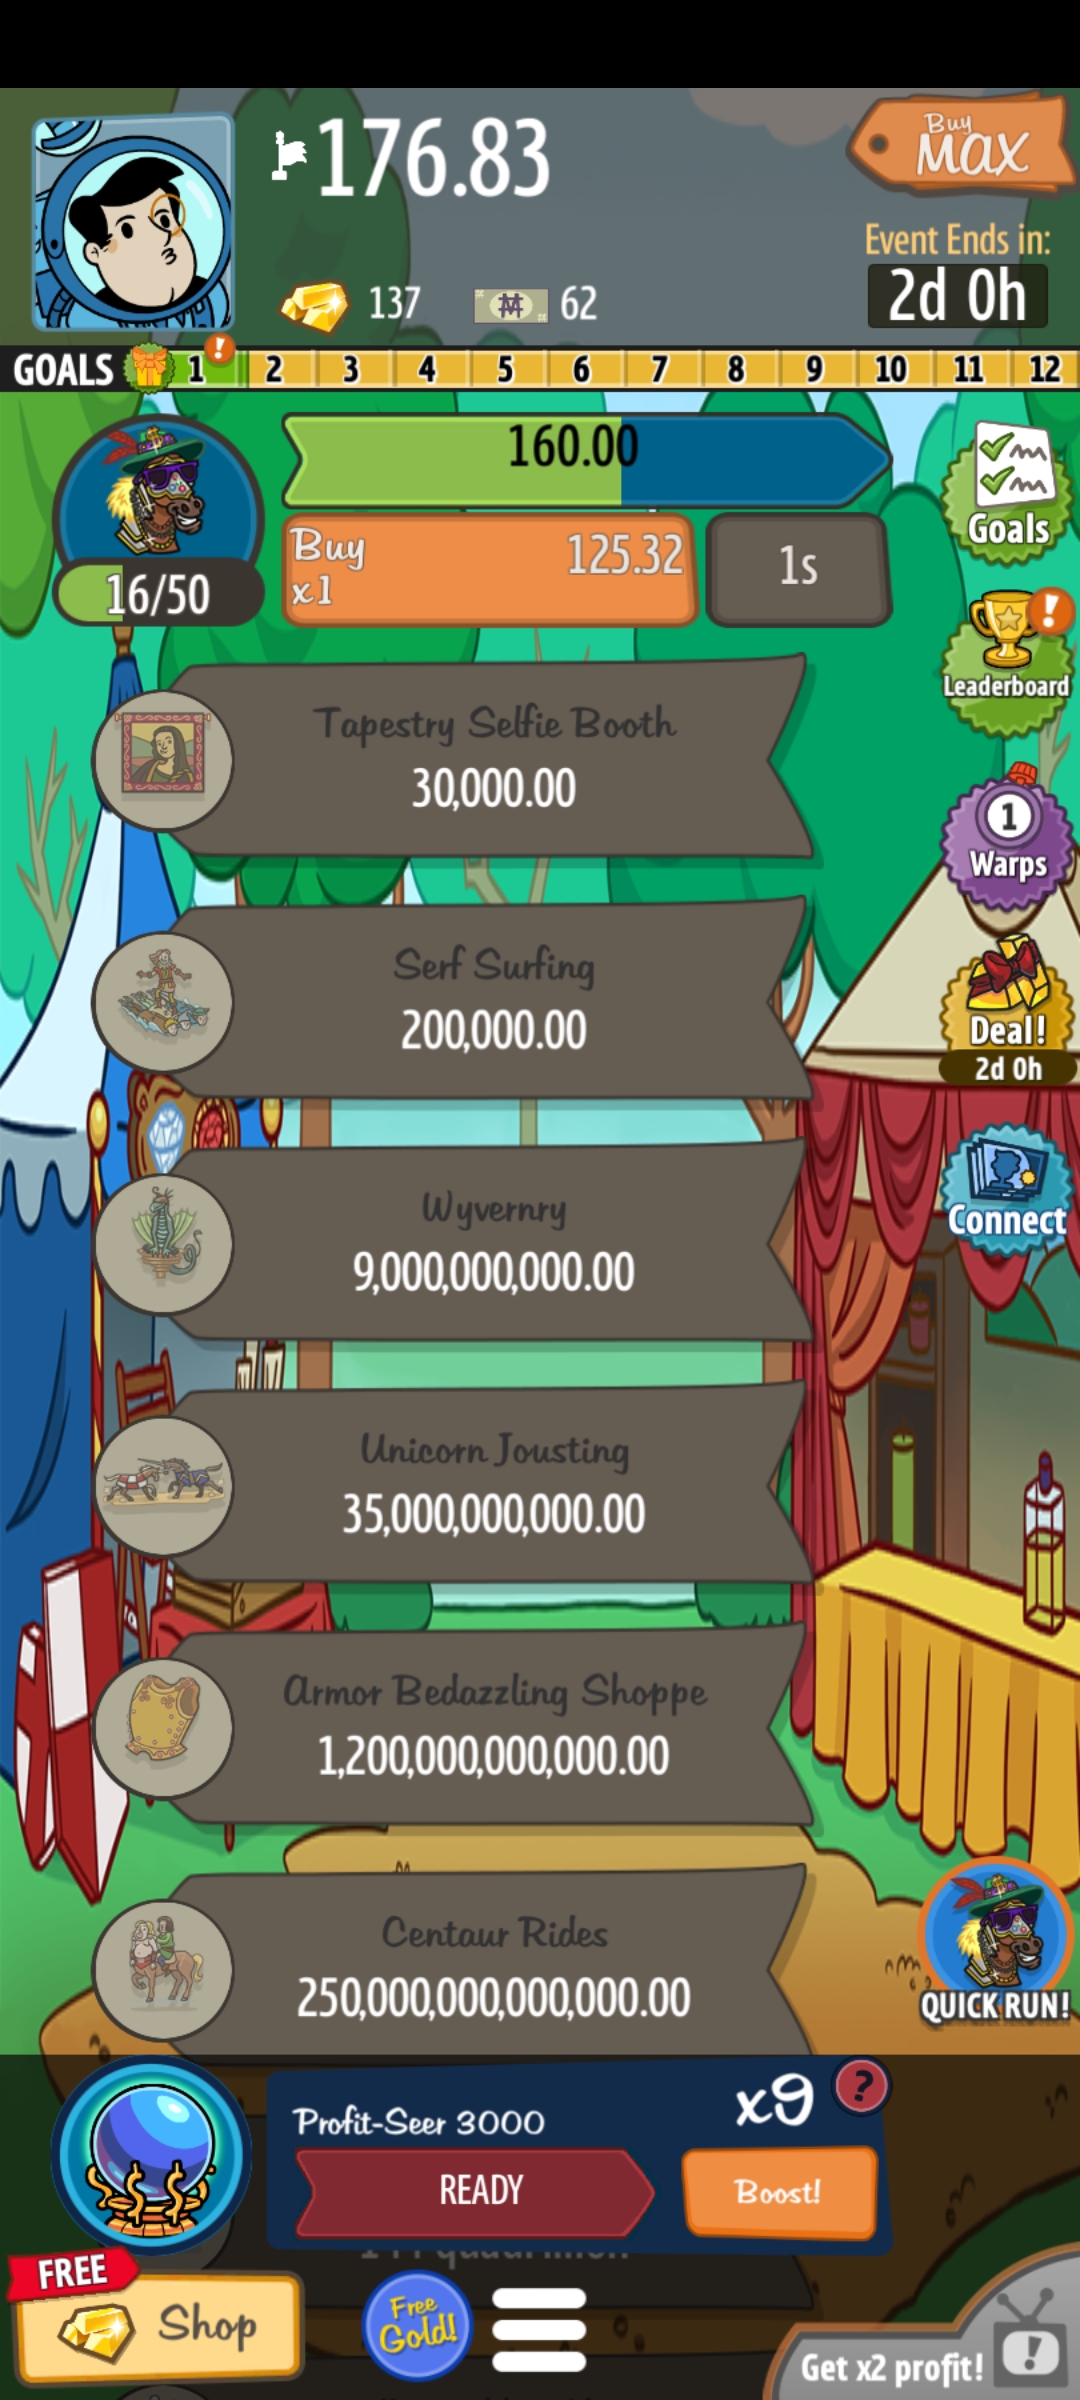 176.83
Buy
MAX
137
62
Event Ends in:
2d 0h
GOALS 1 ! 2 3 4 5 6 7 8 9 10 11 12
160.00
Buy
x1
125.32
1s
16/50
Goals
!
Leaderboard
Tapestry Selfie Booth
30,000.00
1
Warps
Serf Surfing
200,000.00
Deal!
2d 0h
Wyvernry
9,000,000,000.00
Connect
Unicorn Jousting
35,000,000,000.00
Armor Bedazzling Shoppe
1,200,000,000,000.00
Centaur Rides
250,000,000,000,000.00
QUICK RUN!
Profit-Seer 3000
x9
?
READY
Boost!
FREE
Shop
Free
Gold!
Get x2 profit!
!